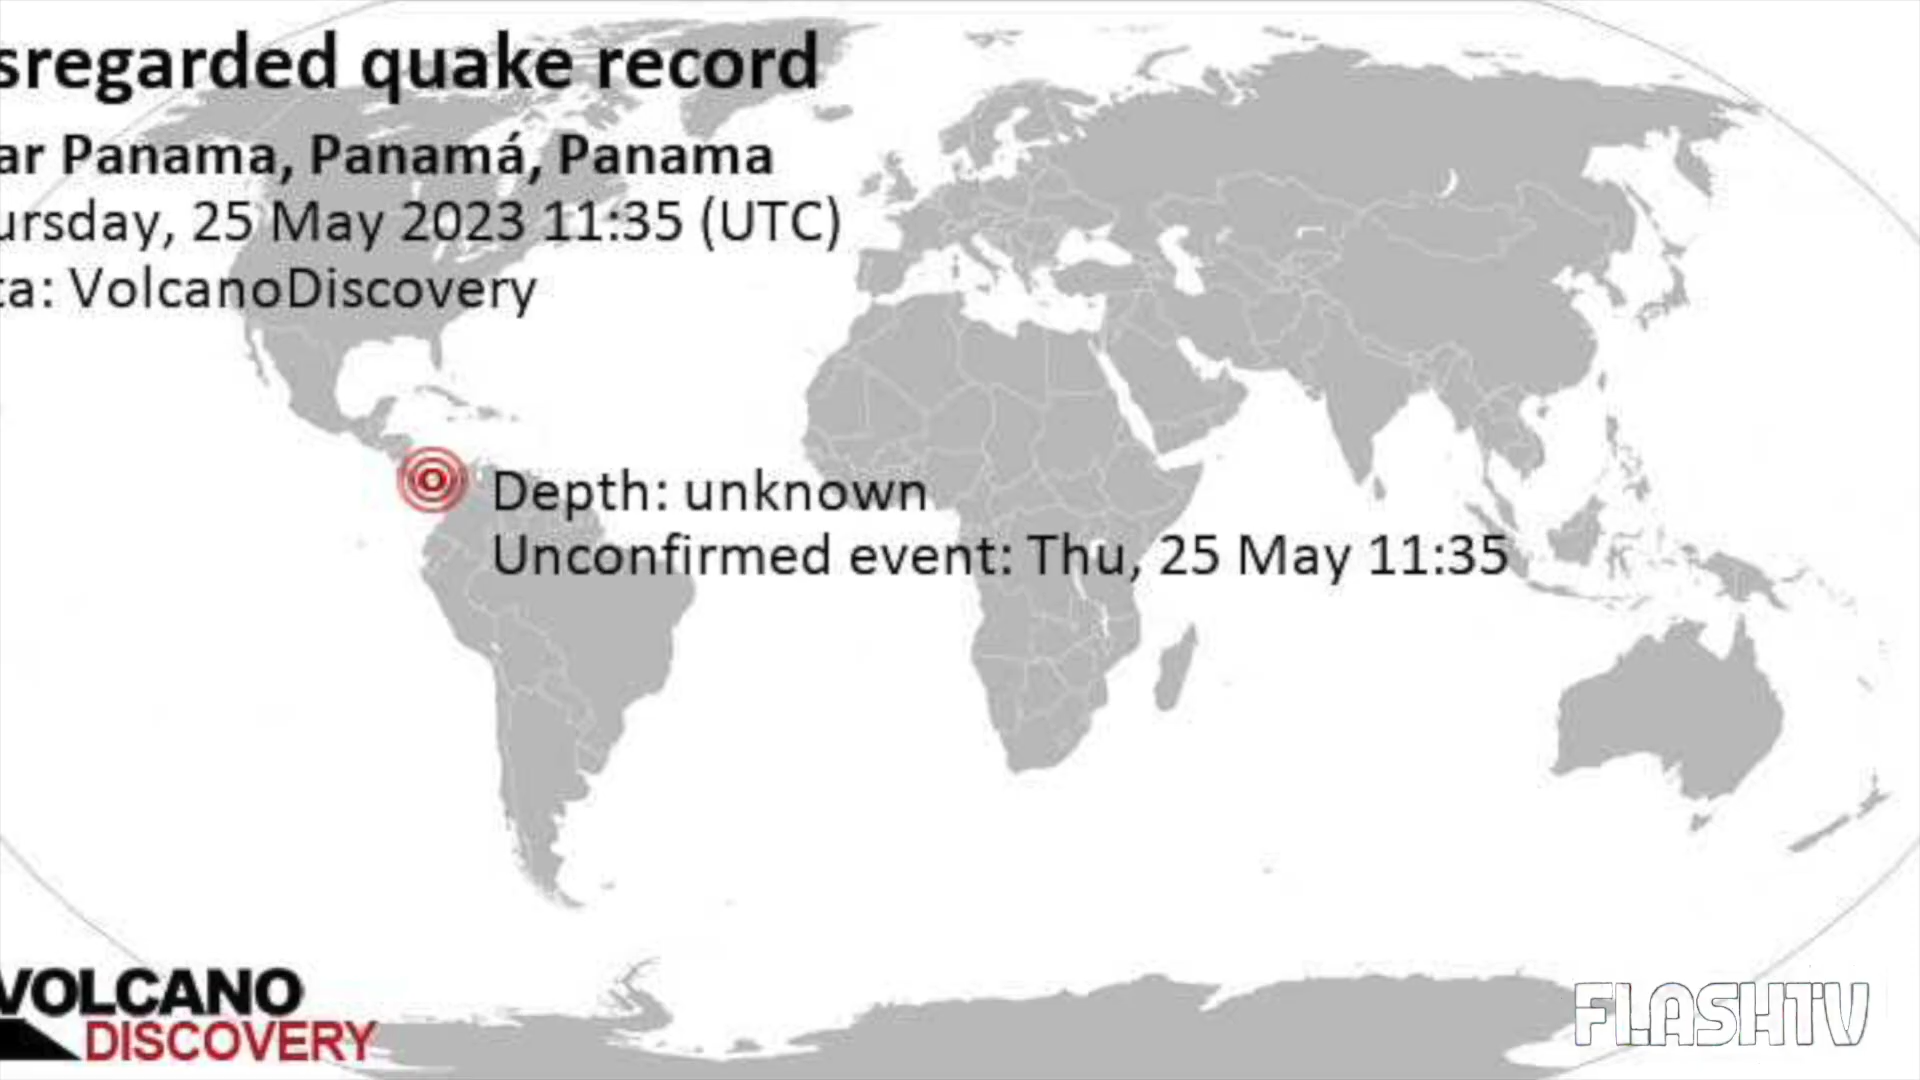 sregarded quake record
ar Panama, Panamá, Panama
ursday, 25 May 2023 11:35 (UTC)
ta: VolcanoDiscovery
Depth: unknown
Unconfirmed event: Thu, 25 May 11:35
VOLCANO
DISCOVERY
FLASHTV